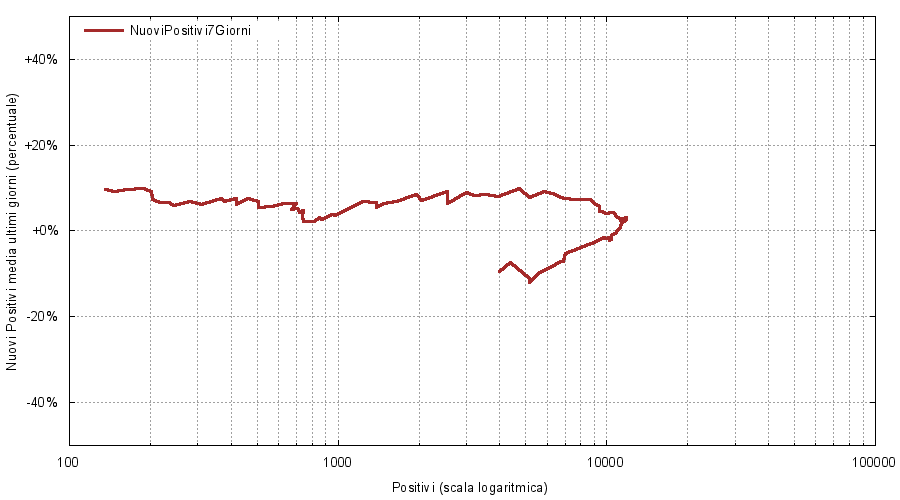 NuoviPositivi7Giorni
+40%
+20%
+0%
-20%
-40%
Nuovi Positivi media ultimi giorni (percentuale)
100 1000 10000 100000
Positivi (scala logaritmica)